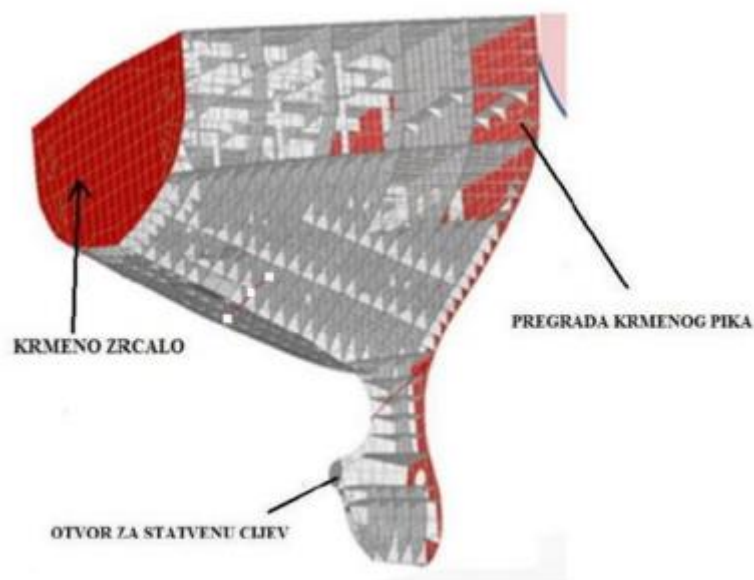 PREGRADA KRMENOG PIKA
KRMENO ZRCALO
OTVOR ZA STATVENU CIJEV